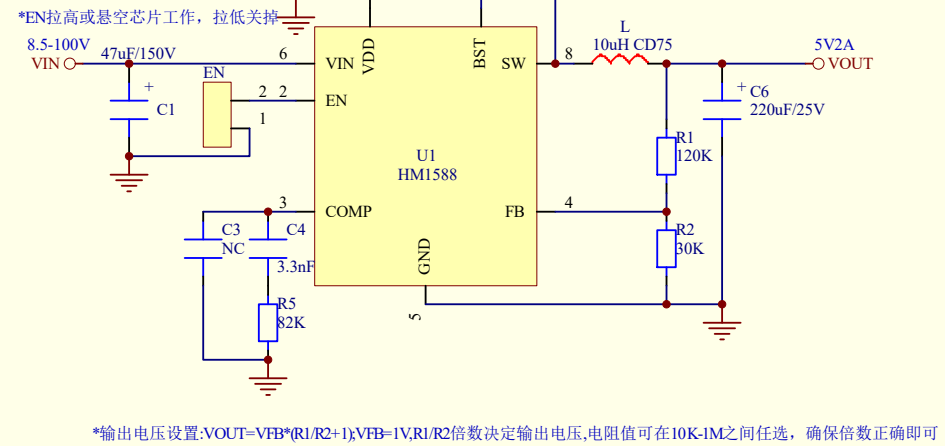 *EN拉高或悬空芯片工作，拉低关掉
8.5-100V
VIN
47uF/150V
C1
EN
2
1
2
6
VIN
EN
VDD
BST
SW
8
L
10uH CD75
5V2A
VOUT
C6
220uF/25V
R1
120K
U1
HM1588
3
COMP
FB
4
R2
30K
C3
NC
C4
3.3nF
GND
5
R5
82K
*输出电压设置:VOUT=VFB*(R1/R2+1);VFB=1V,R1/R2倍数决定输出电压,电阻值可在10K-1M之间任选，确保倍数正确即可